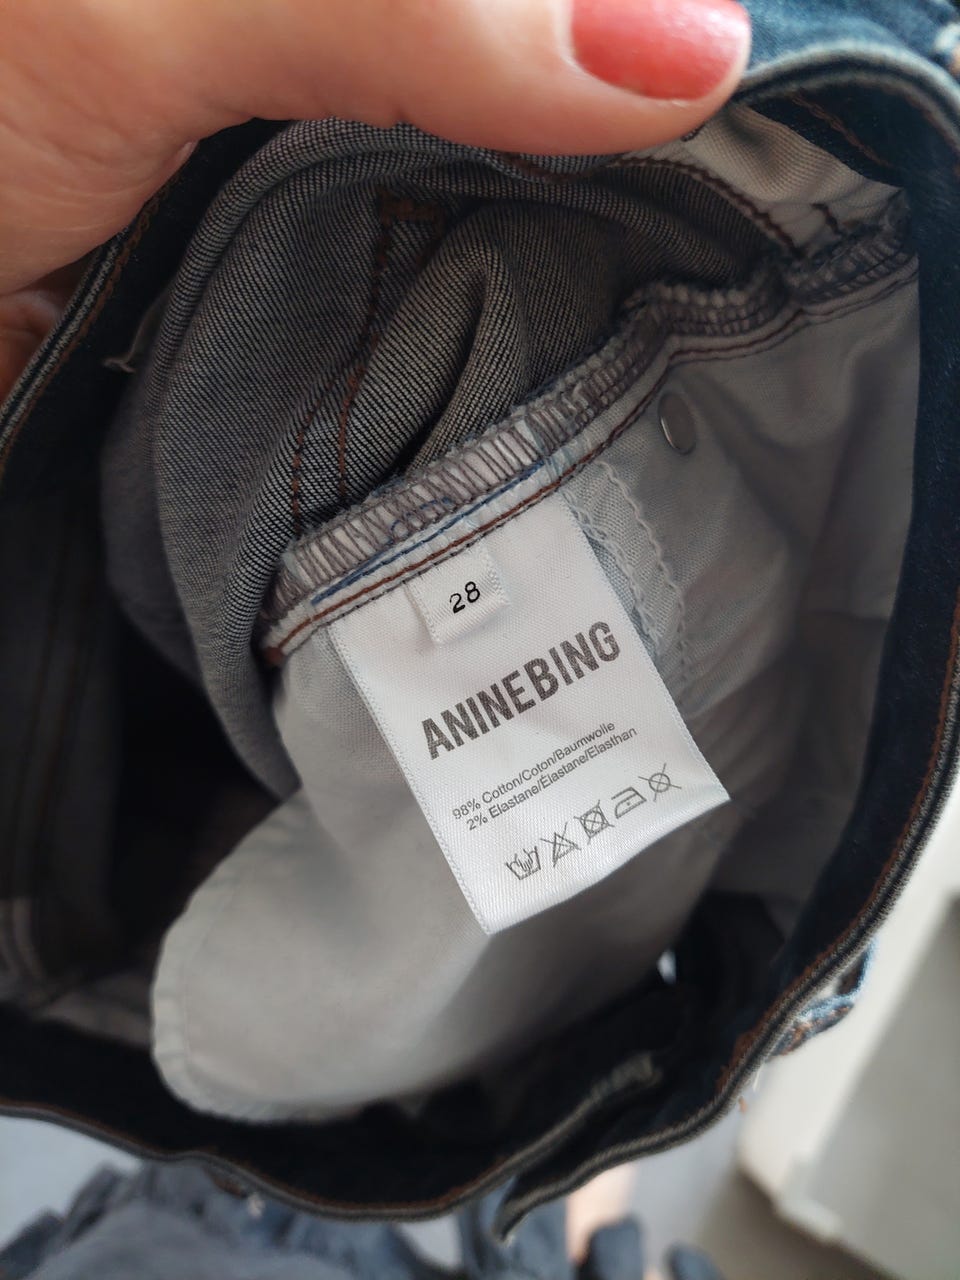 28
ANINEBING
98% Cotton/Coton/Baumwolle
2% Elastane/Élastane/Elasthan